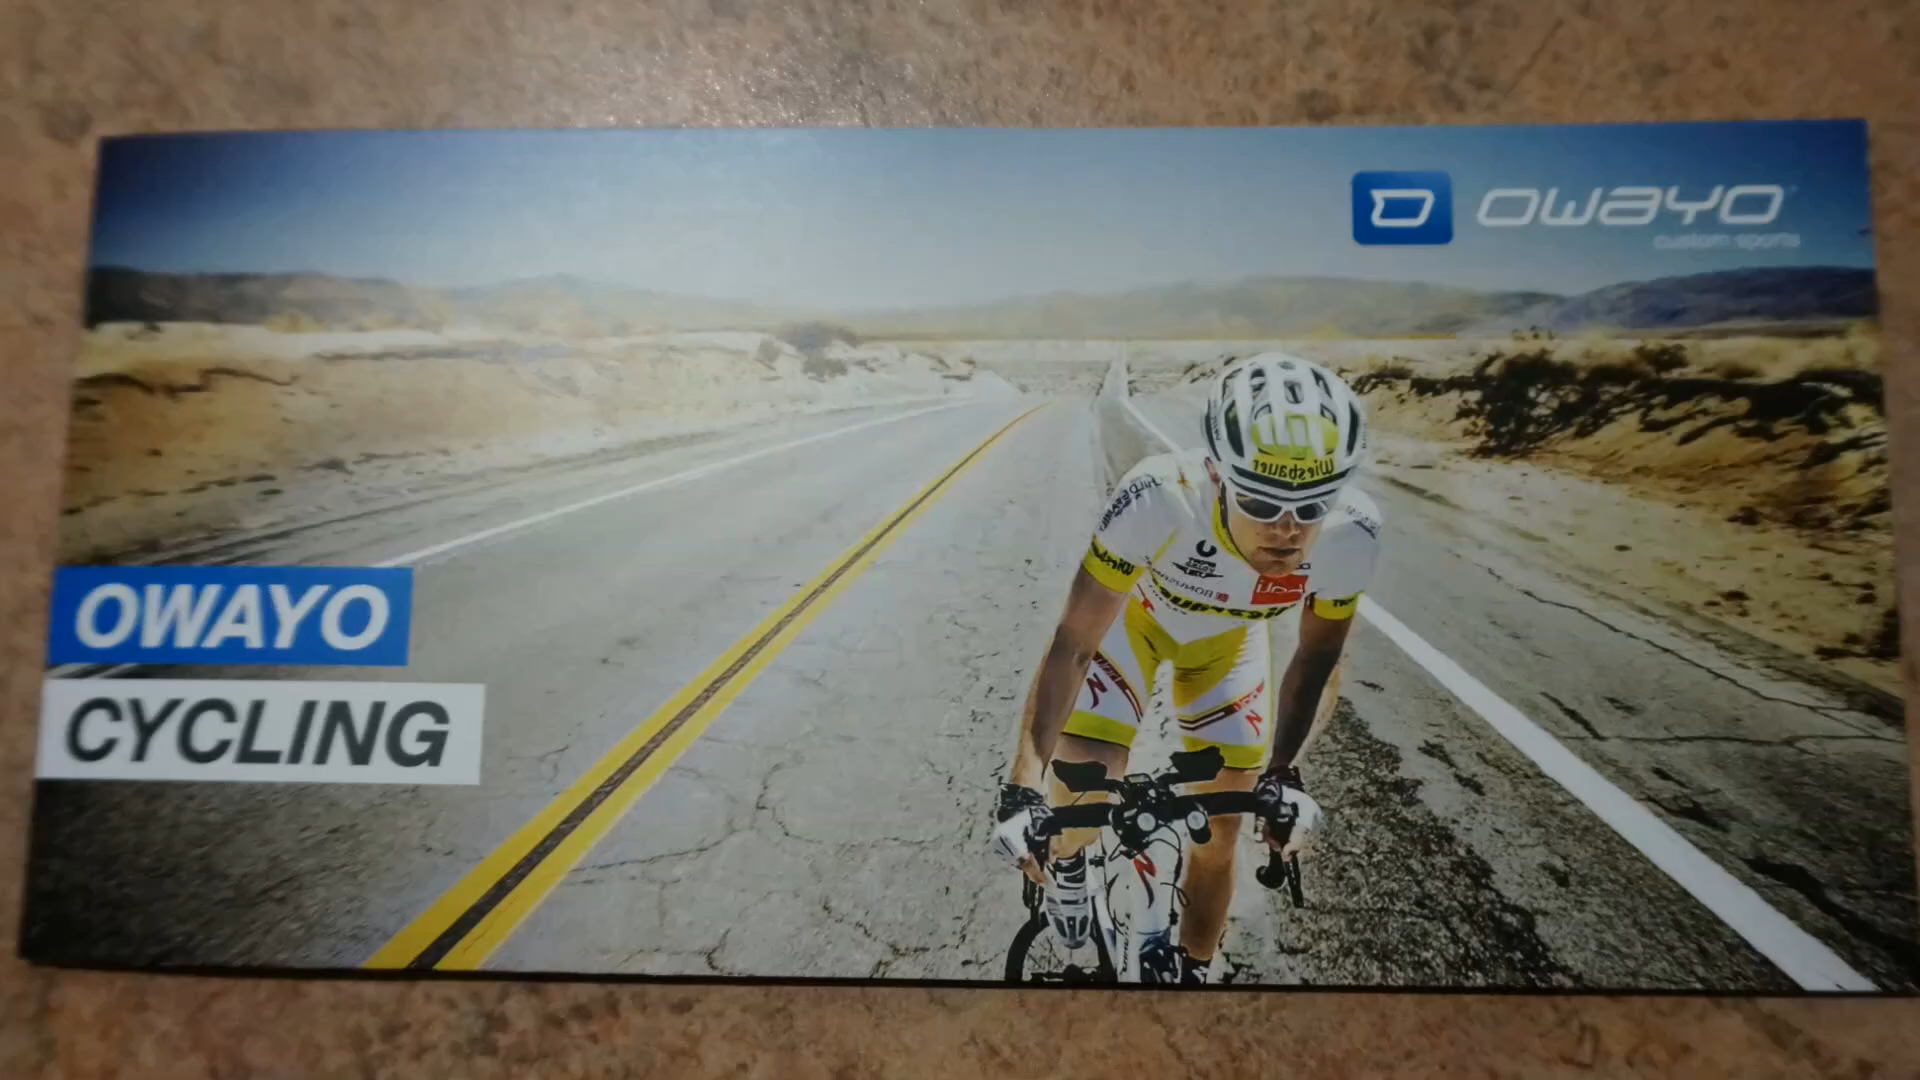 owayo
custom sports
Wiesbauer
OWAYO
CYCLING